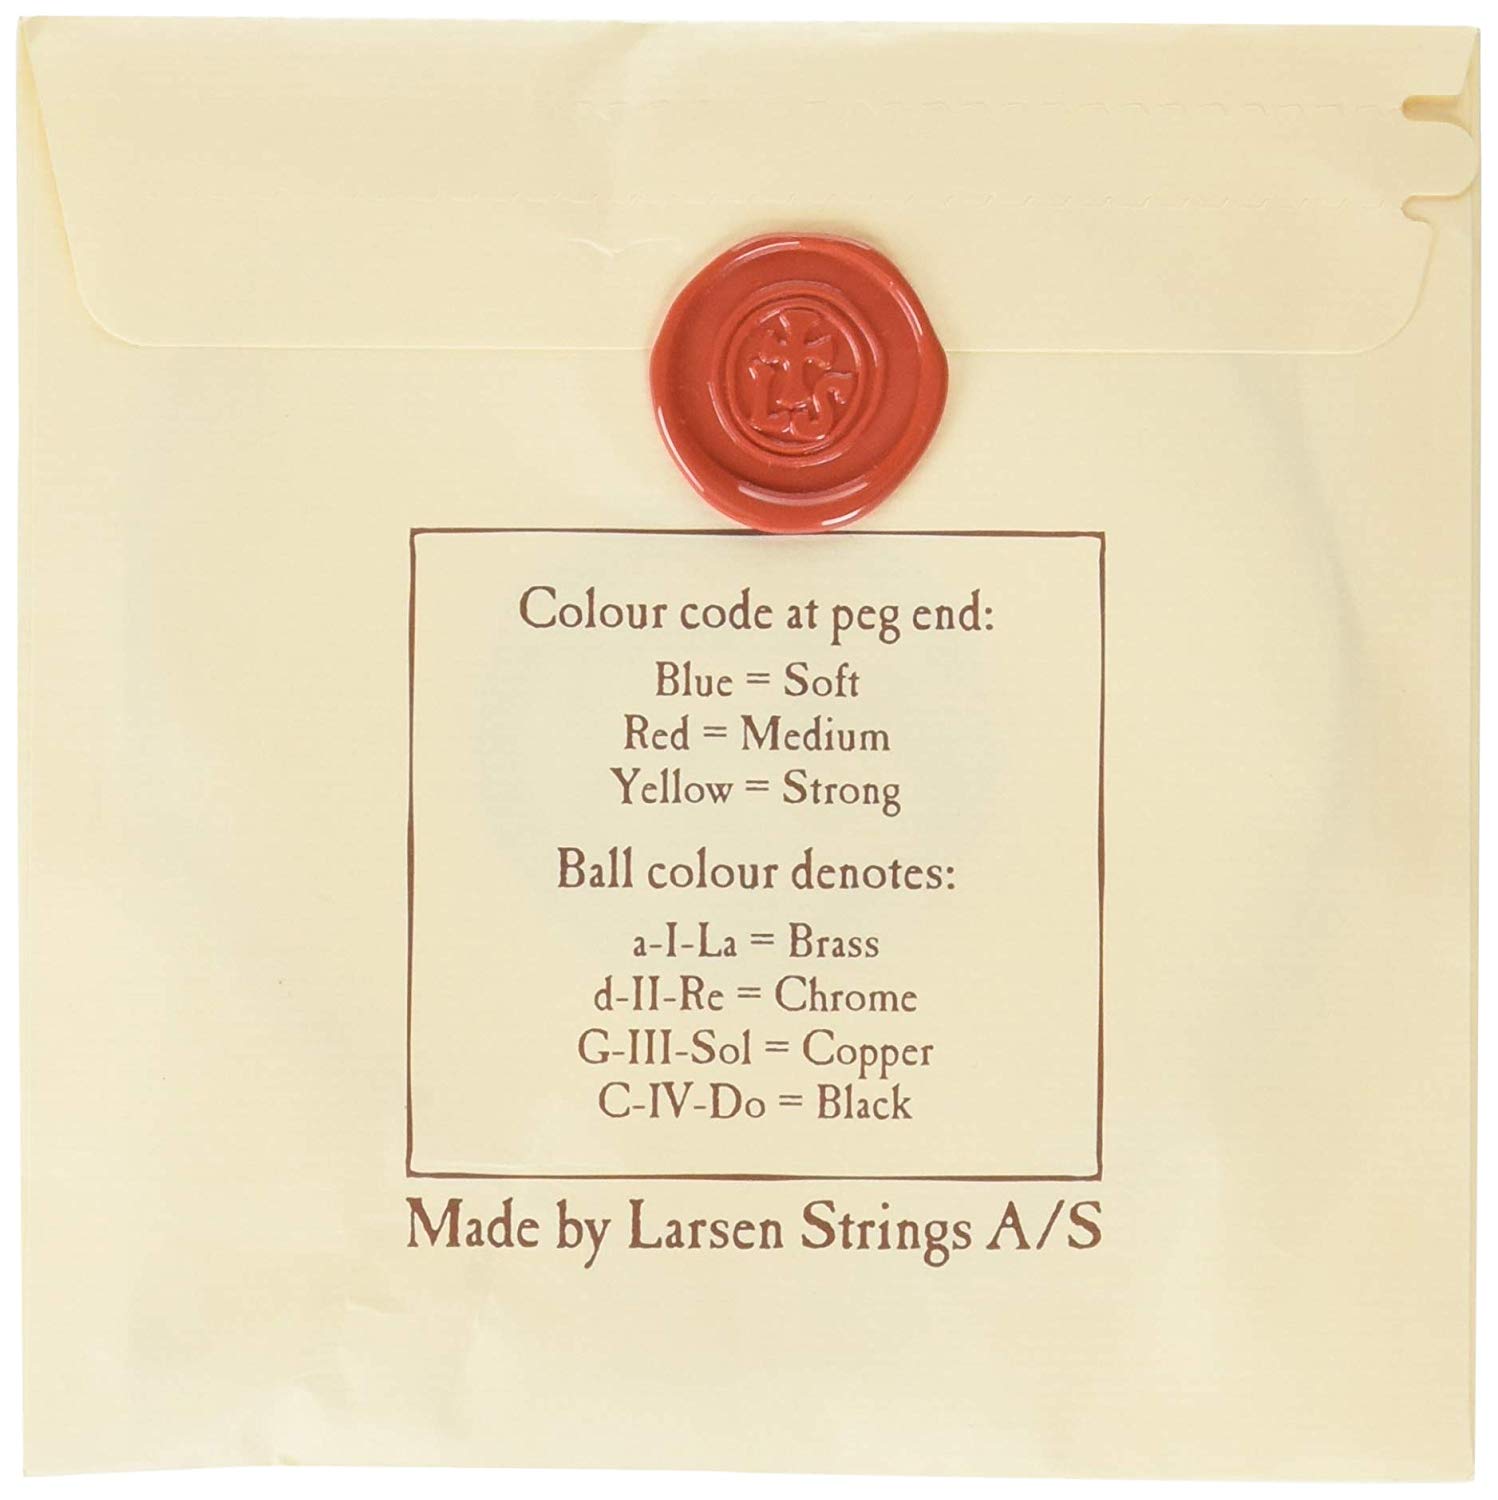 LS
Colour code at peg end:
Blue = Soft
Red = Medium
Yellow = Strong
Ball colour denotes:
a-I-La = Brass
d-II-Re = Chrome
G-III-Sol = Copper
C-IV-Do = Black
Made by Larsen Strings A/S